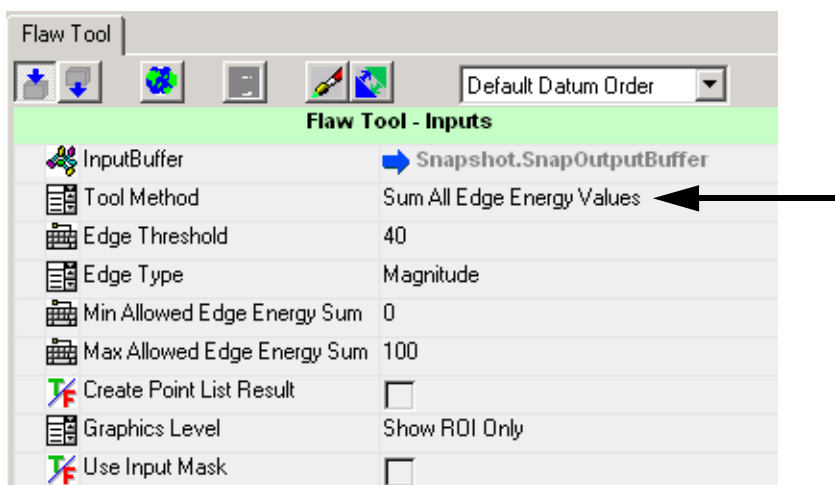 Flaw Tool
Default Datum Order
Flaw Tool - Inputs
InputBuffer Snapshot.SnapOutputBuffer
Tool Method Sum All Edge Energy Values
Edge Threshold 40
Edge Type Magnitude
Min Allowed Edge Energy Sum 0
Max Allowed Edge Energy Sum 100
T/F Create Point List Result
Graphics Level Show ROI Only
T/F Use Input Mask